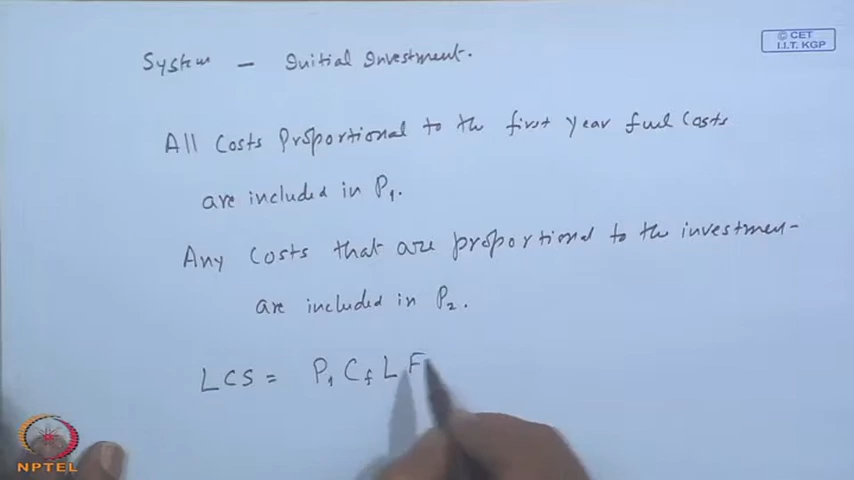 System - Initial Investment.
© CET
I.I.T. KGP
All Costs Proportional to the first year fuel Costs
are included in P₁.
Any Costs that are proportional to the investment
are included in P₂.
LCS = P₁ C_f L F
NPTEL